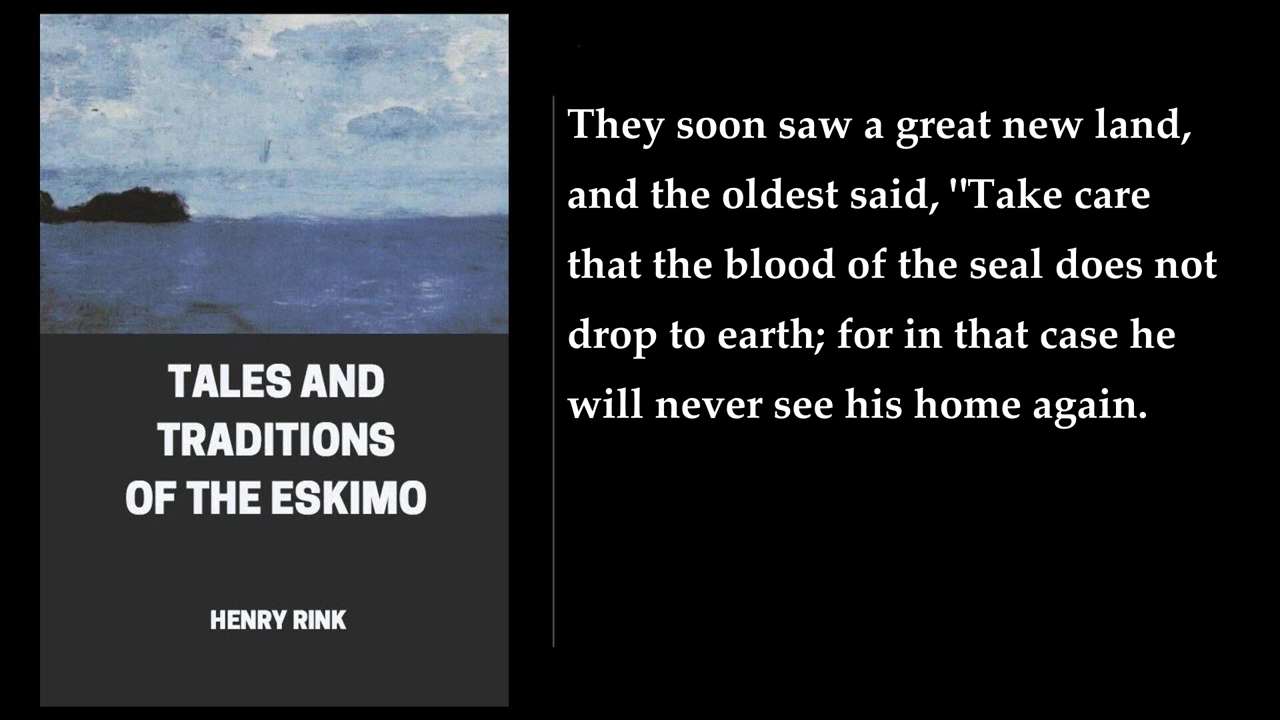 TALES AND
TRADITIONS
OF THE ESKIMO
HENRY RINK
They soon saw a great new land,
and the oldest said, "Take care
that the blood of the seal does not
drop to earth; for in that case he
will never see his home again.